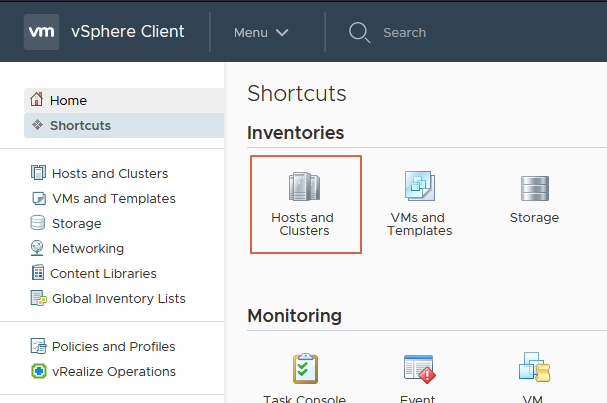 vm vSphere Client Menu Search
Home
Shortcuts
Hosts and Clusters
VMs and Templates
Storage
Networking
Content Libraries
Global Inventory Lists
Policies and Profiles
vRealize Operations
Shortcuts
Inventories
Hosts and
Clusters
VMs and
Templates
Storage
Monitoring
Task Console
Event
VM